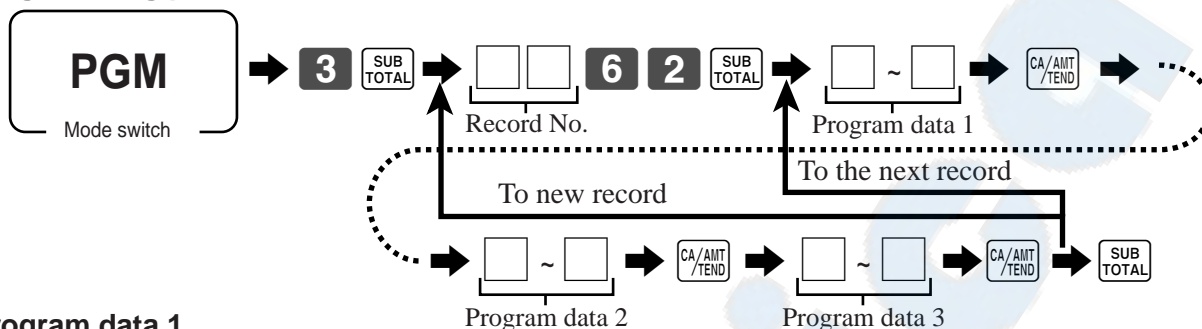 PGM
Mode switch
3 SUB TOTAL
Record No.
6 2 SUB TOTAL
~
Program data 1
CA/AMT /TEND
To new record
To the next record
~
Program data 2
CA/AMT /TEND
~
Program data 3
CA/AMT /TEND
SUB TOTAL
rogram data 1